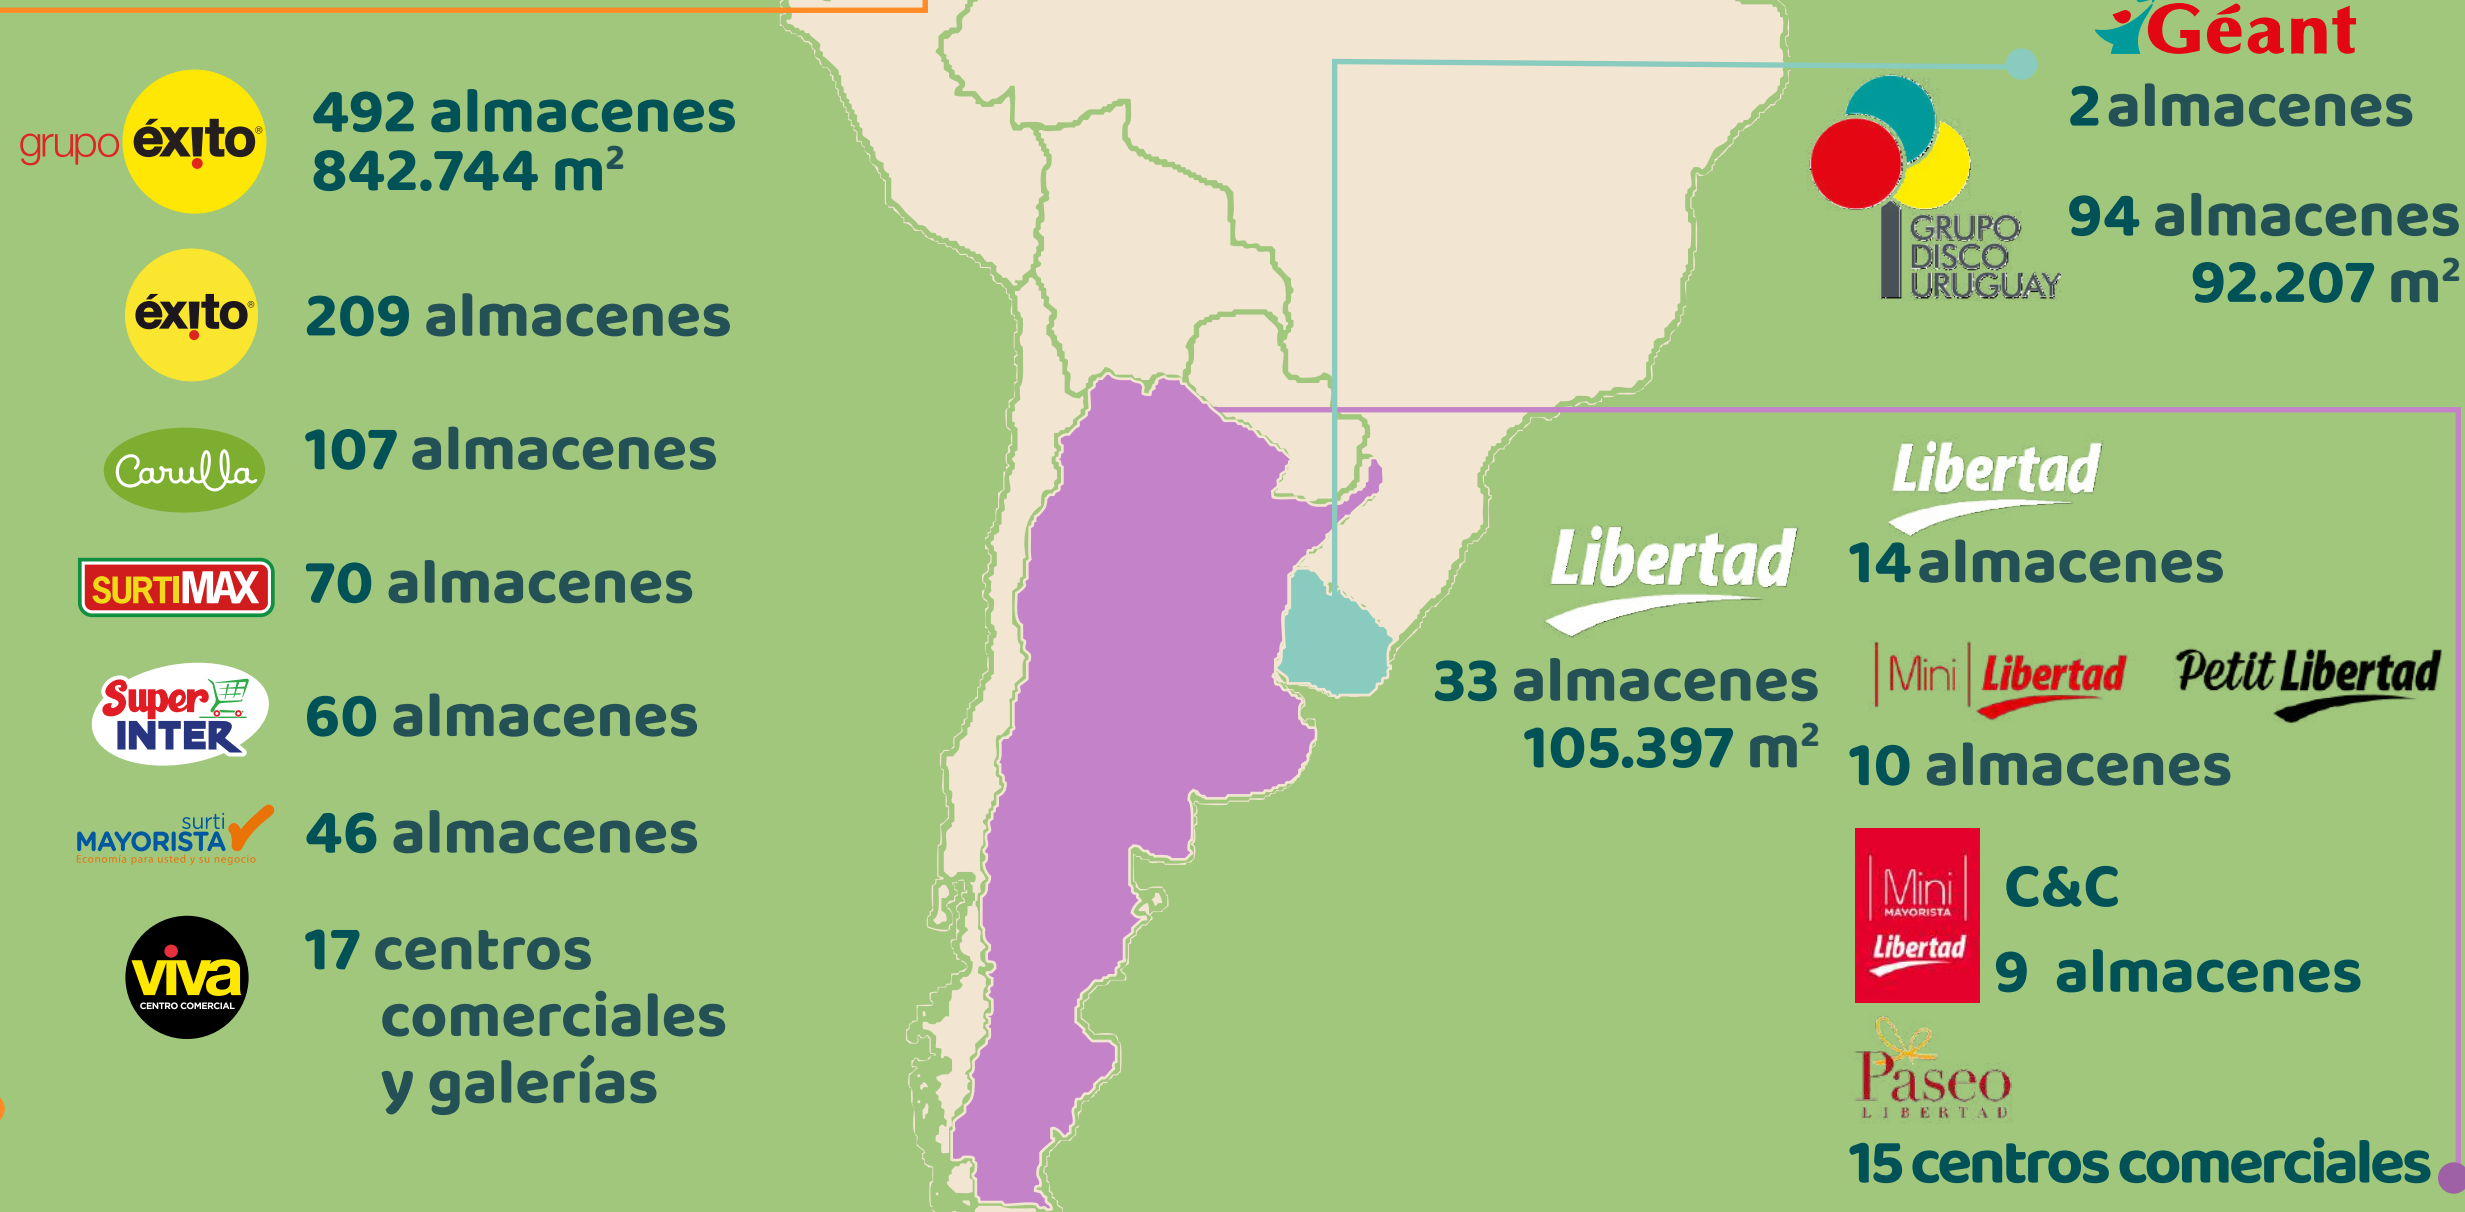 grupo éxito®
492 almacenes
842.744 m²
éxito®
209 almacenes
Carulla
107 almacenes
SURTIMAX
70 almacenes
Super
INTER
60 almacenes
surti
MAYORISTA
Economía para usted y su negocio
46 almacenes
viva
CENTRO COMERCIAL
17 centros
comerciales
y galerías
Géant
2 almacenes
GRUPO
DISCO
URUGUAY
94 almacenes
92.207 m²
Libertad
33 almacenes
105.397 m²
Libertad
14 almacenes
Mini Libertad
Petit Libertad
10 almacenes
Mini
MAYORISTA
Libertad
C&C
9 almacenes
Paseo
LIBERTAD
15 centros comerciales